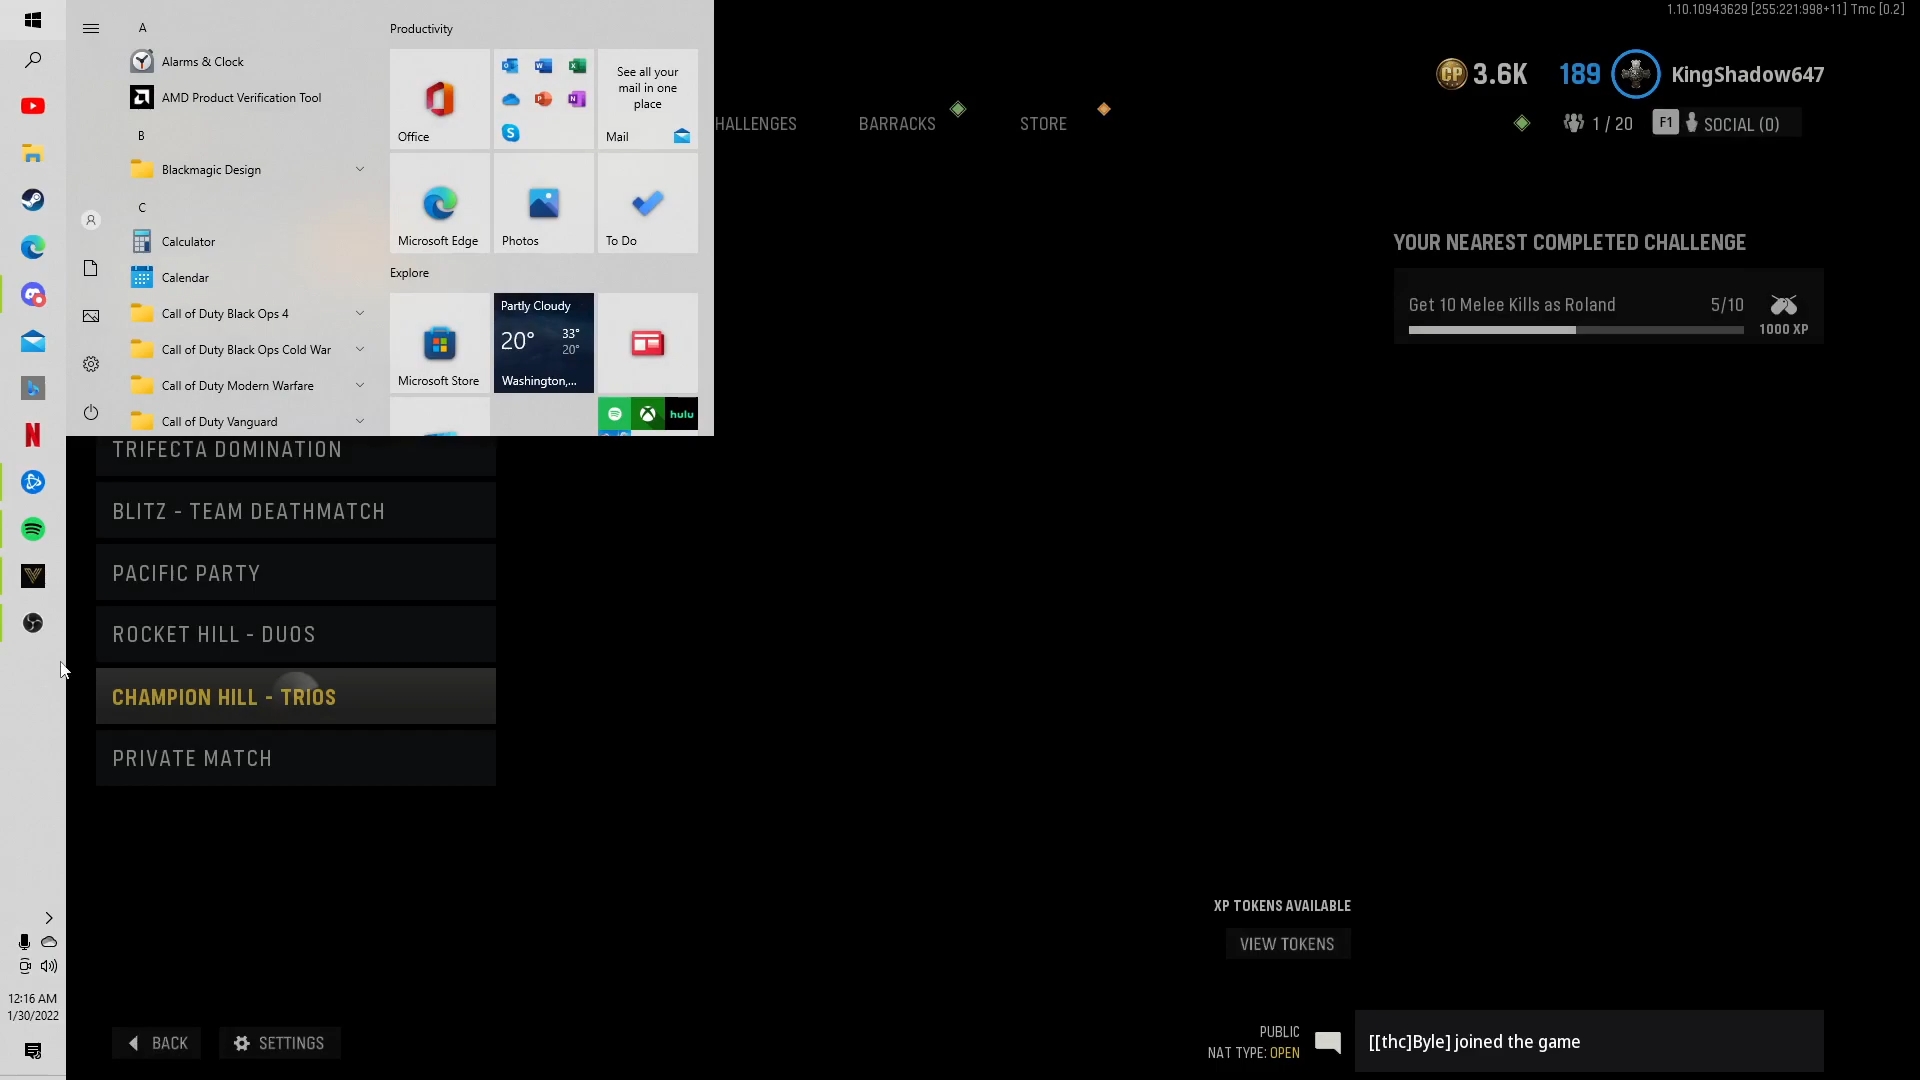 A
Alarms & Clock
AMD Product Verification Tool
B
Blackmagic Design
C
Calculator
Calendar
Call of Duty Black Ops 4
Call of Duty Black Ops Cold War
Call of Duty Modern Warfare
Call of Duty Vanguard
Productivity
Office
See all your
mail in one
place
Mail
Microsoft Edge
Photos
To Do
Explore
Microsoft Store
Partly Cloudy
20°
33°
20°
Washington,...
hulu
1.10.10943629 [255:221:998+11] Tmc [0.2]
CP 3.6K
189
KingShadow647
HALLENGES
BARRACKS
STORE
1 / 20
F1
SOCIAL (0)
YOUR NEAREST COMPLETED CHALLENGE
Get 10 Melee Kills as Roland
5/10
1000 XP
TRIFECTA DOMINATION
BLITZ - TEAM DEATHMATCH
PACIFIC PARTY
ROCKET HILL - DUOS
CHAMPION HILL - TRIOS
PRIVATE MATCH
XP TOKENS AVAILABLE
VIEW TOKENS
12:16 AM
1/30/2022
BACK
SETTINGS
PUBLIC
NAT TYPE: OPEN
[[thc]Byle] joined the game